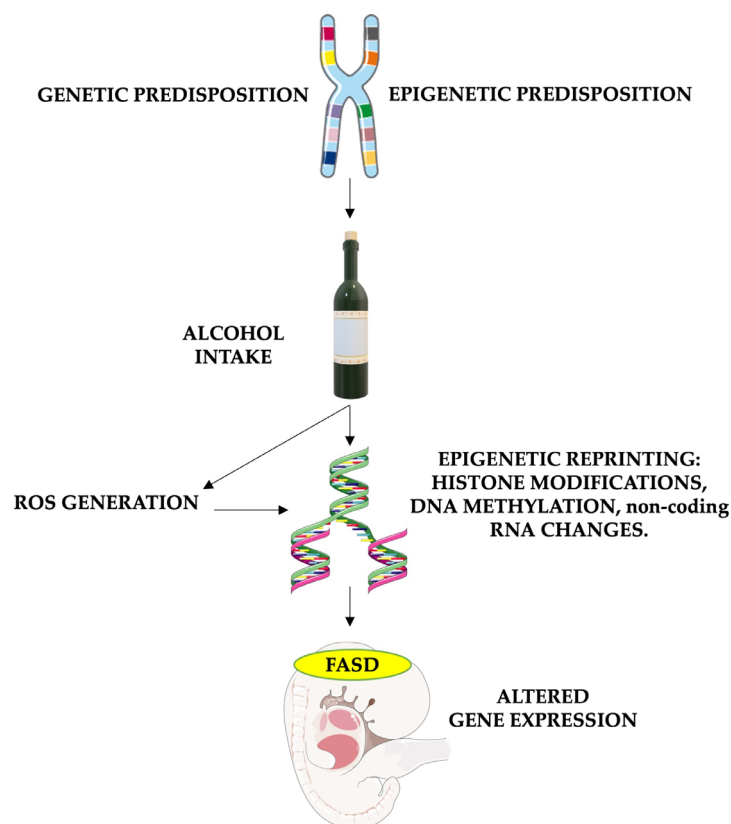 GENETIC PREDISPOSITION
EPIGENETIC PREDISPOSITION
ALCOHOL
INTAKE
EPIGENETIC REPRINTING:
HISTONE MODIFICATIONS,
DNA METHYLATION, non-coding
RNA CHANGES.
ROS GENERATION
FASD
ALTERED
GENE EXPRESSION